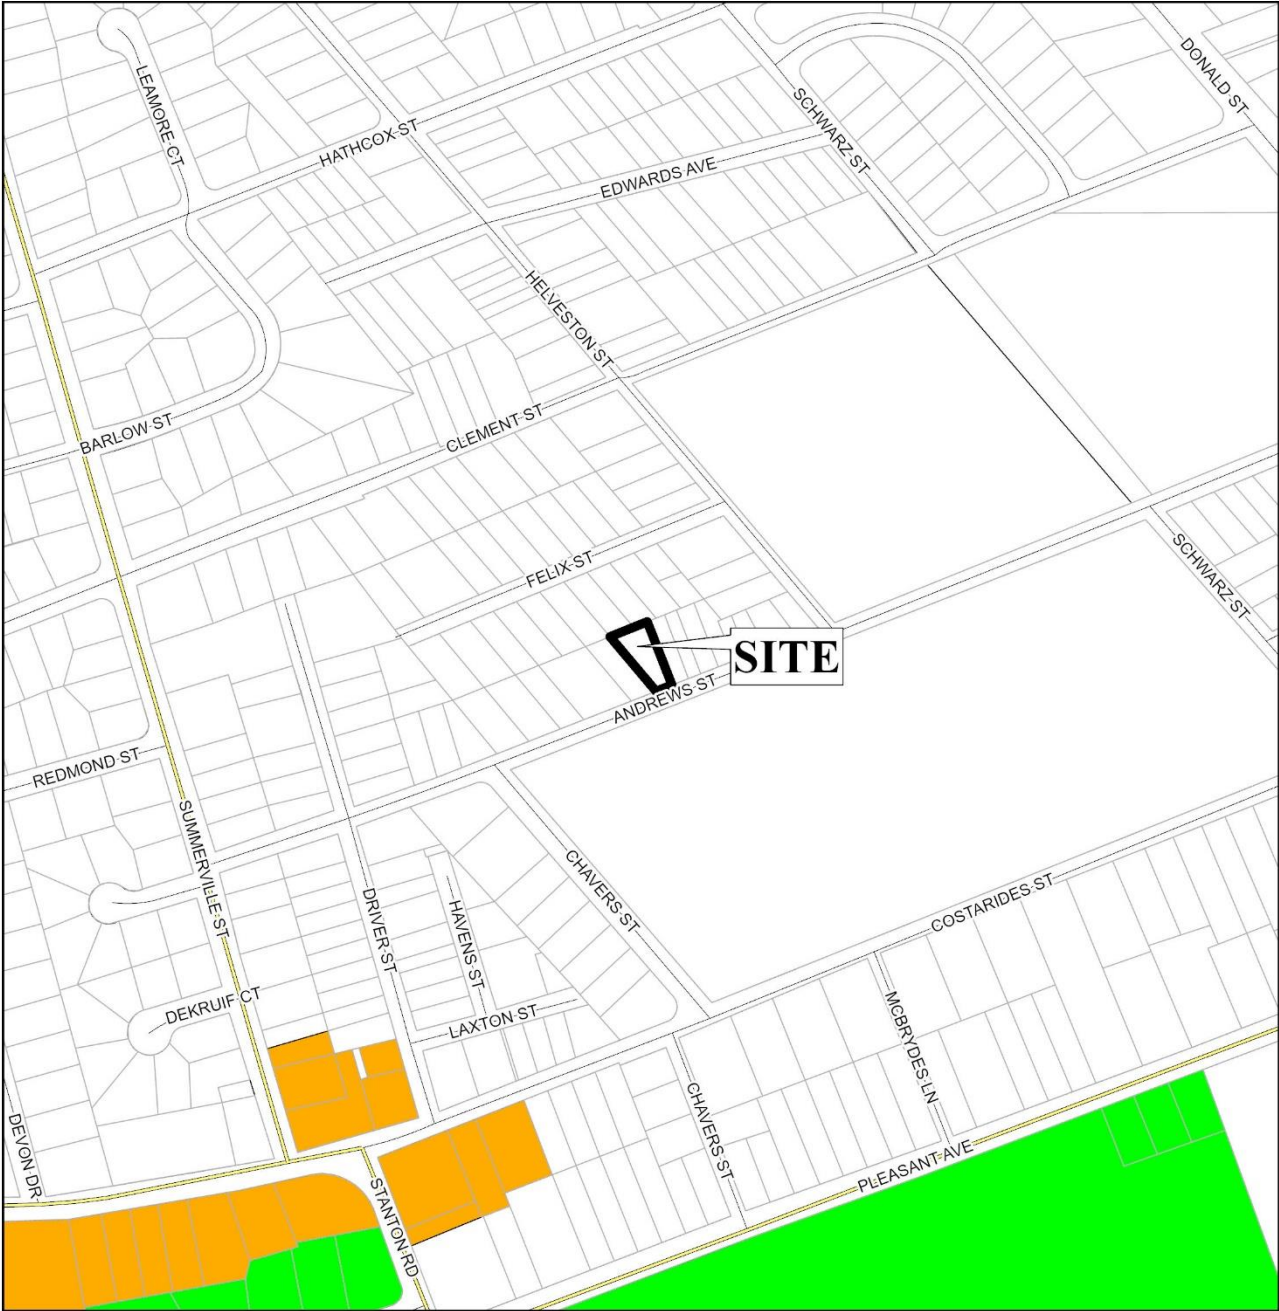 DONALD ST
LEAMORE CT
SCHWARZ ST
HATHCOX ST
EDWARDS AVE
HELVESTON ST
BARLOW ST
CLEMENT ST
FELIX ST
SCHWARZ ST
SITE
ANDREWS ST
REDMOND ST
SUMMERVILLE ST
CHAVERS ST
DRIVER ST
HAVENS ST
COSTARIDES ST
DEKRUIF CT
LAXTON ST
MCBRYDES LN
CHAVERS ST
DEVON DR
PLEASANT AVE
STANTON RD